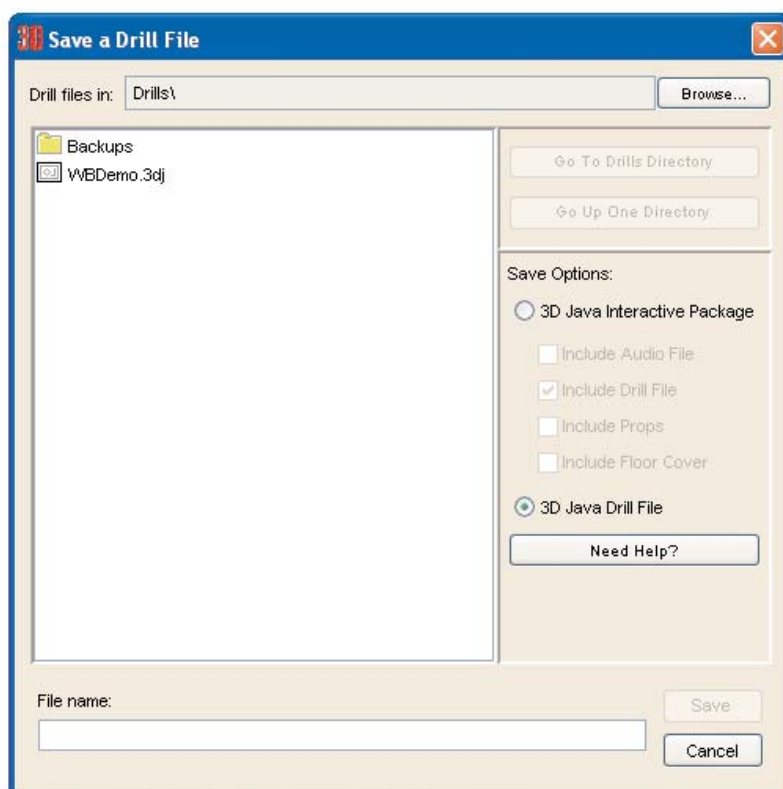 3D Save a Drill File
Drill files in: Drills\ Browse...
Backups
WBDemo.3dj
Go To Drills Directory
Go Up One Directory
Save Options:
3D Java Interactive Package
Include Audio File
Include Drill File
Include Props
Include Floor Cover
3D Java Drill File
Need Help?
File name:
Save
Cancel